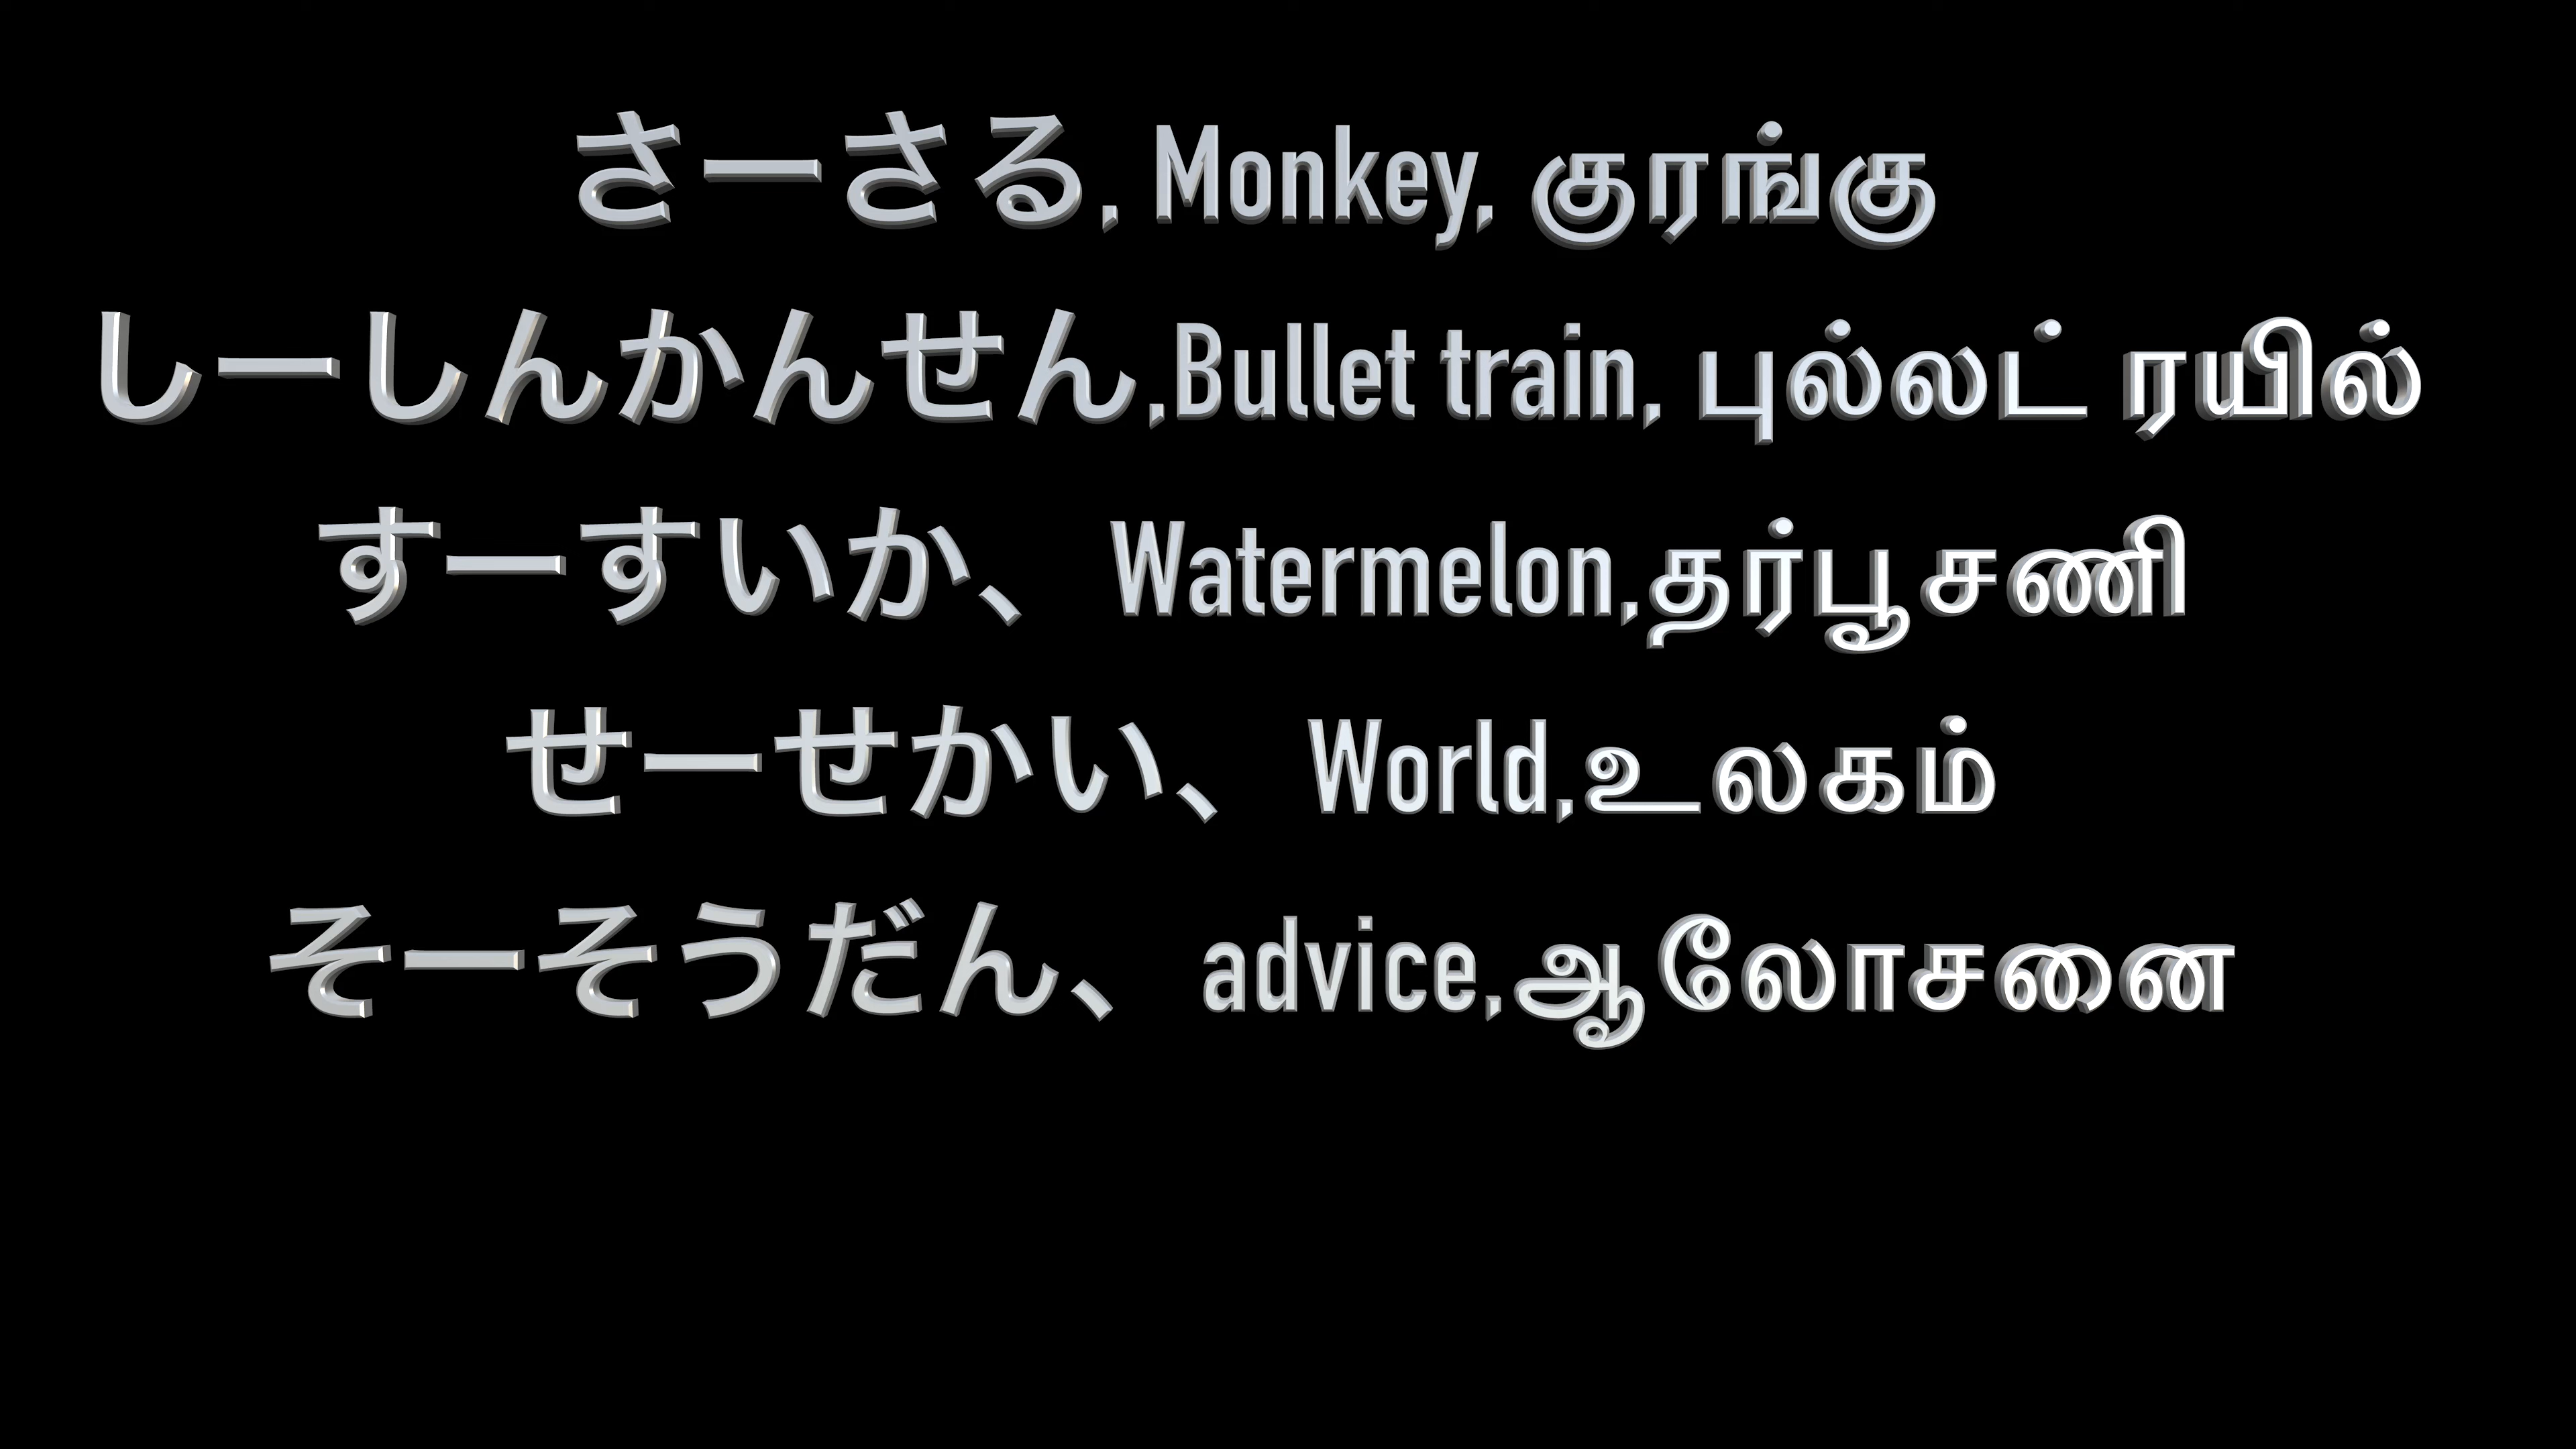 さーさる, Monkey, குரங்கு
しーしんかんせん,Bullet train, புல்லட் ரயில்
すーすいか、 Watermelon,தர்பூசணி
せーせかい、 World,உலகம்
そーそうだん、 advice,ஆலோசனை